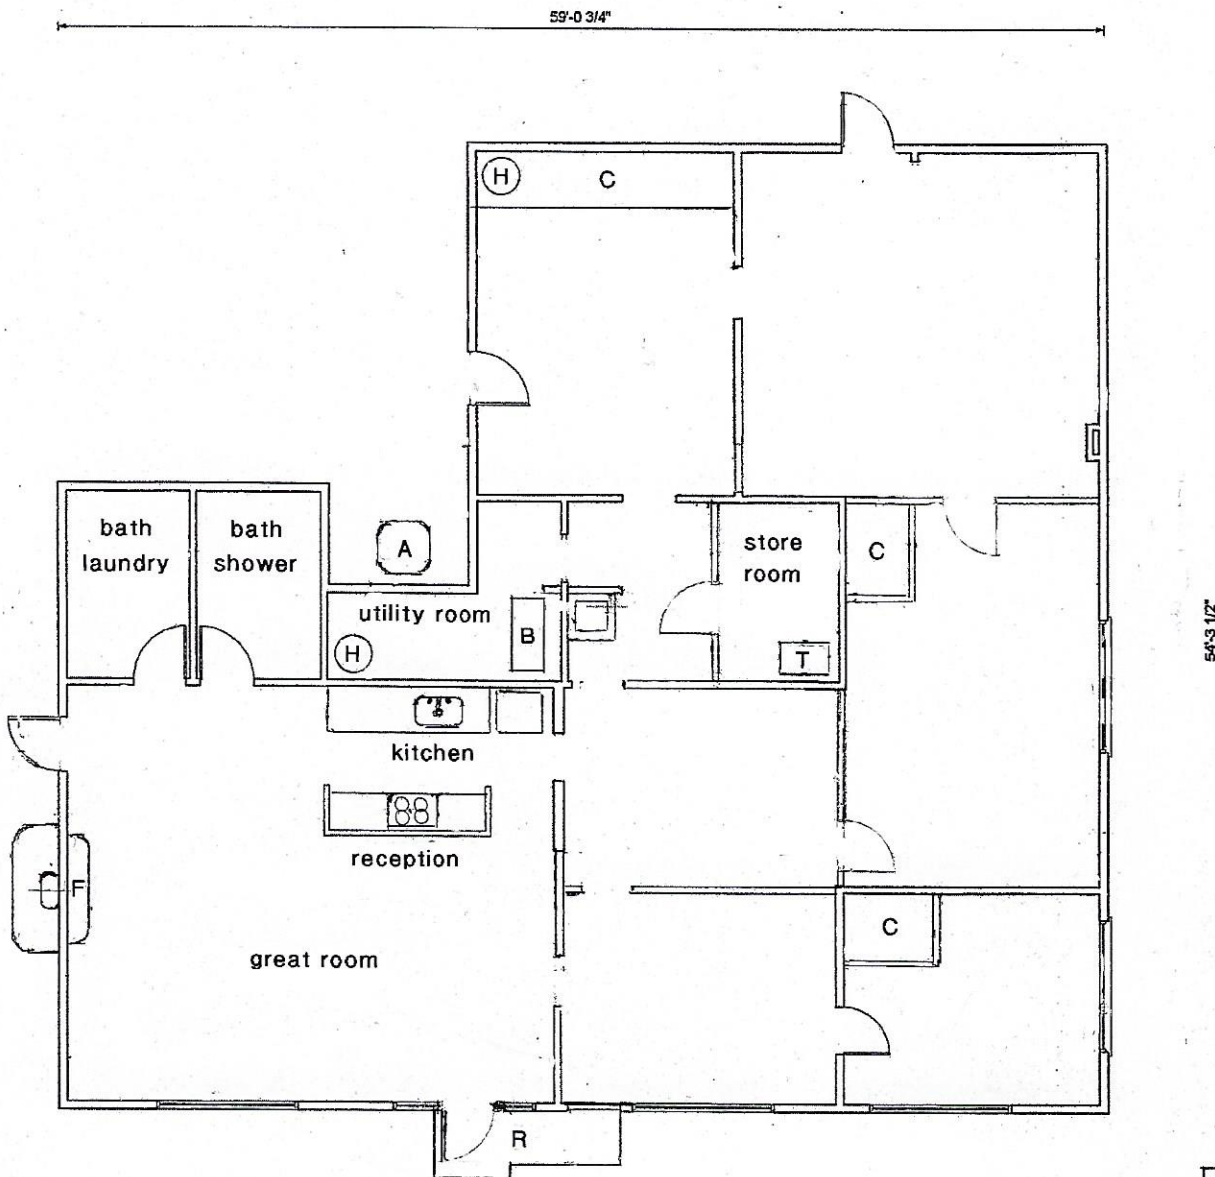 59'-0 3/4"
H
C
bath
laundry
bath
shower
A
store
room
C
utility room
B
H
T
54'-3 1/2"
kitchen
reception
F
C
great room
R